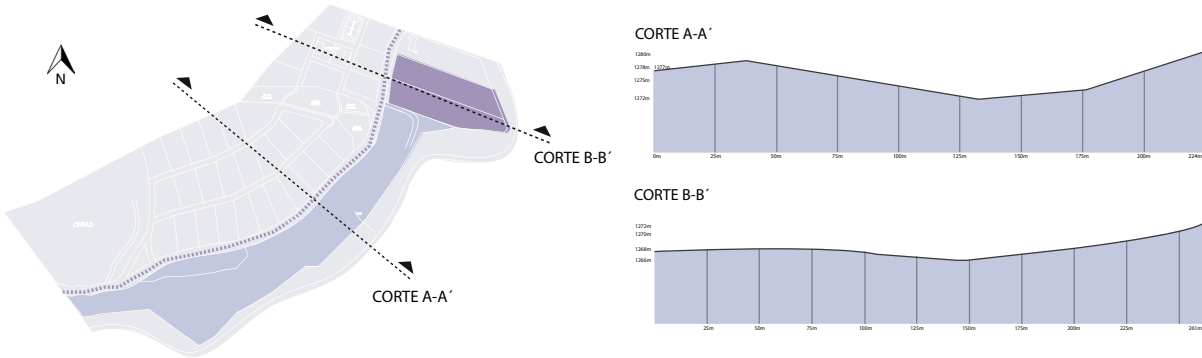 N
CERRO
CORTE B-B´
CORTE A-A´
CORTE A-A´
1280m
1278m
1277m
1275m
1272m
0m 25m 50m 75m 100m 125m 150m 175m 200m 224m
CORTE B-B´
1272m
1270m
1268m
1266m
25m 50m 75m 100m 150m 175m 200m 225m 261m